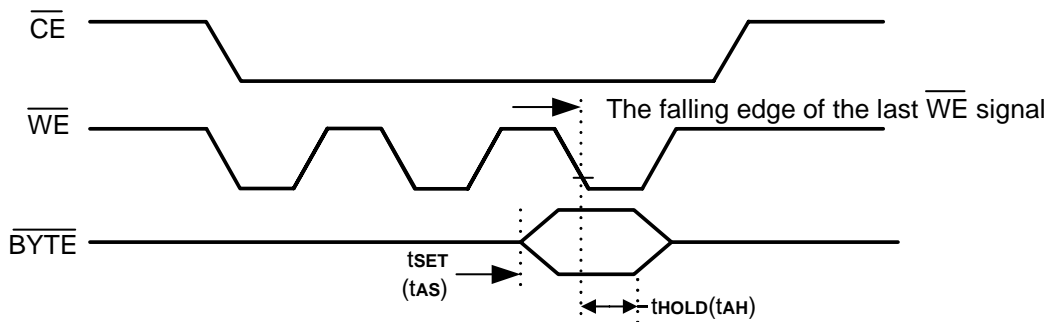 CE
The falling edge of the last WE signal
WE
BYTE
tSET
(tAS)
tHOLD(tAH)